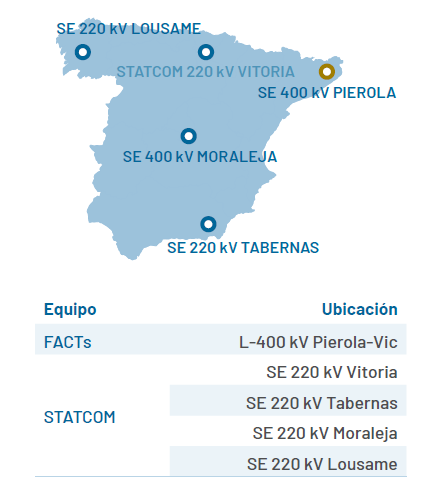 SE 220 kV LOUSAME
STATCOM 220 kV VITORIA
SE 400 kV PIEROLA
SE 400 kV MORALEJA
SE 220 kV TABERNAS
Equipo Ubicación
FACTs L-400 kV Pierola-Vic
SE 220 kV Vitoria
SE 220 kV Tabernas
STATCOM
SE 220 kV Moraleja
SE 220 kV Lousame